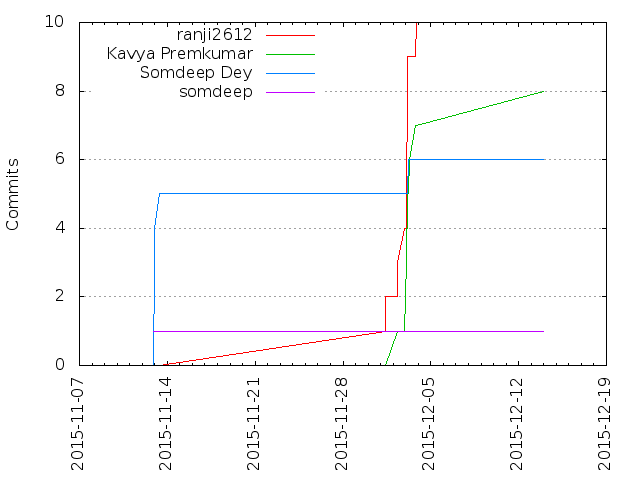 10
8
6
4
2
0
Commits
ranji2612
Kavya Premkumar
Somdeep Dey
somdeep
2015-11-07
2015-11-14
2015-11-21
2015-11-28
2015-12-05
2015-12-12
2015-12-19